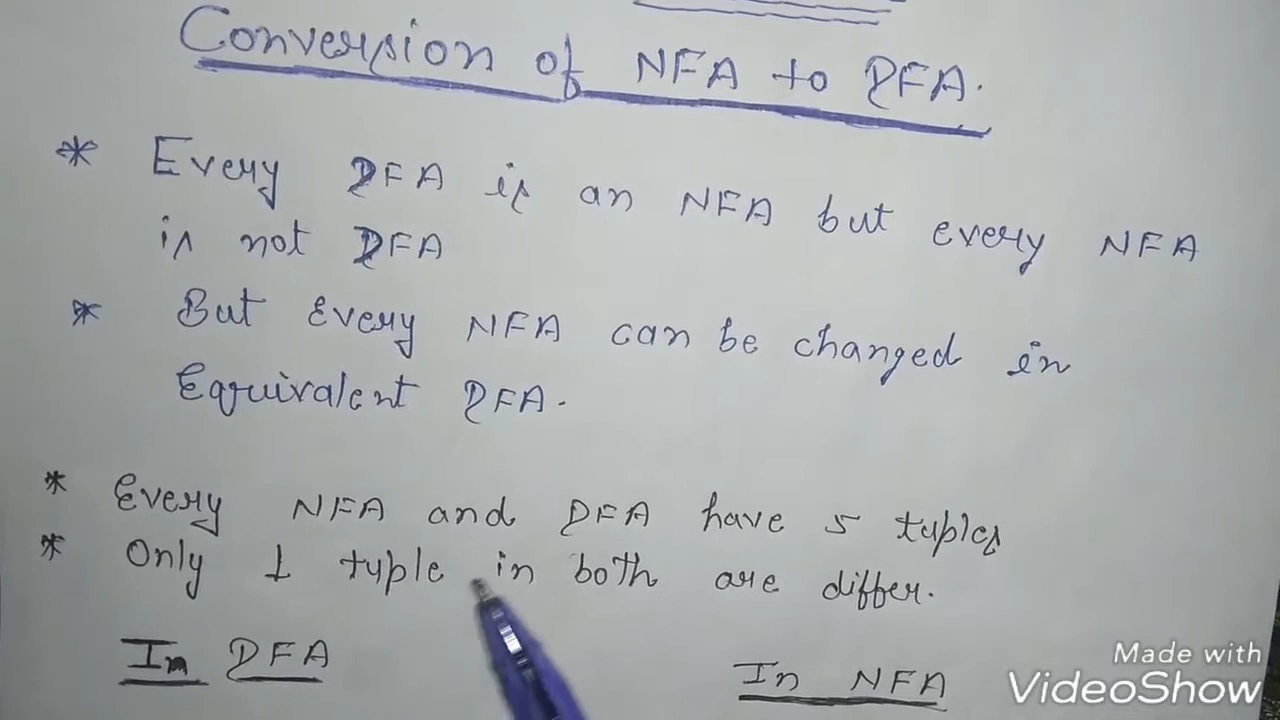 Conversion of NFA to DFA.
* Every DFA is an NFA but every NFA
is not DFA
* But Every NFA can be changed in
Equivalent DFA.
* Every NFA and DFA have 5 tuples
* Only 1 tuple in both are differ.
In DFA
In NFA
Made with
VideoShow